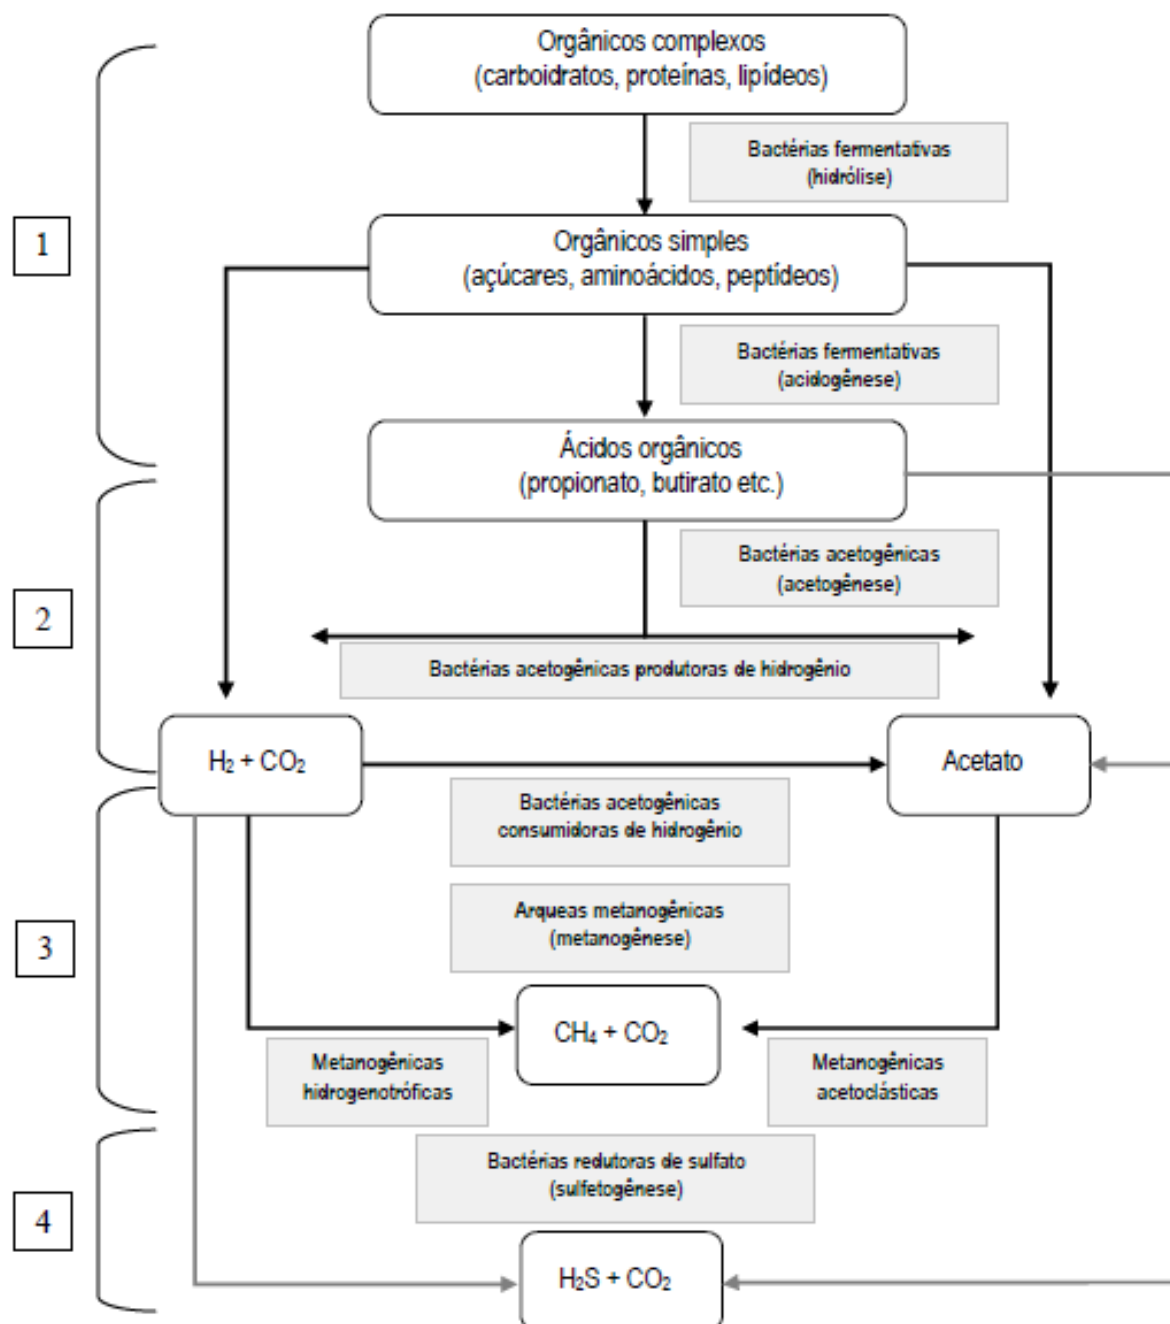 Orgânicos complexos
(carboidratos, proteínas, lipídeos)
Bactérias fermentativas
(hidrólise)
1
Orgânicos simples
(açúcares, aminoácidos, peptídeos)
Bactérias fermentativas
(acidogênese)
Ácidos orgânicos
(propionato, butirato etc.)
Bactérias acetogênicas
(acetogênese)
2
Bactérias acetogênicas produtoras de hidrogênio
H₂ + CO₂
Acetato
Bactérias acetogênicas
consumidoras de hidrogênio
Arqueas metanogênicas
(metanogênese)
3
CH₄ + CO₂
Metanogênicas
hidrogenotróficas
Metanogênicas
acetoclásticas
Bactérias redutoras de sulfato
(sulfetogênese)
4
H₂S + CO₂